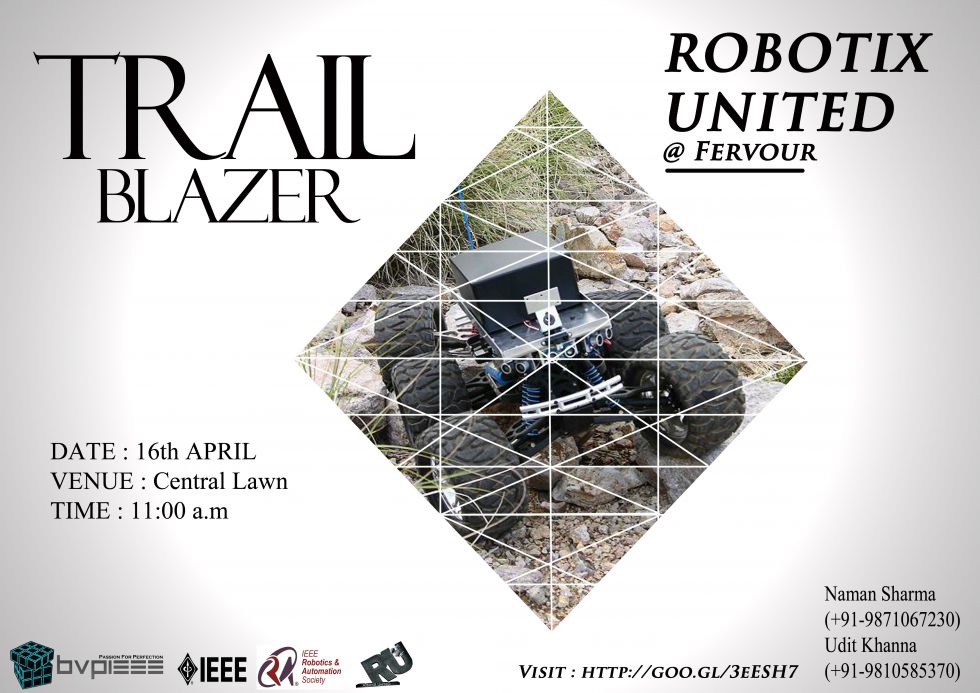 TRAIL
BLAZER
ROBOTIX
UNITED
@ FERVOUR
DATE : 16th APRIL
VENUE : Central Lawn
TIME : 11:00 a.m
Naman Sharma
(+91-9871067230)
Udit Khanna
(+91-9810585370)
PASSION FOR PERFECTION
bvpieee
IEEE
IEEE
Robotics &
Automation
Society
RU
VISIT : HTTP://GOO.GL/3EESH7